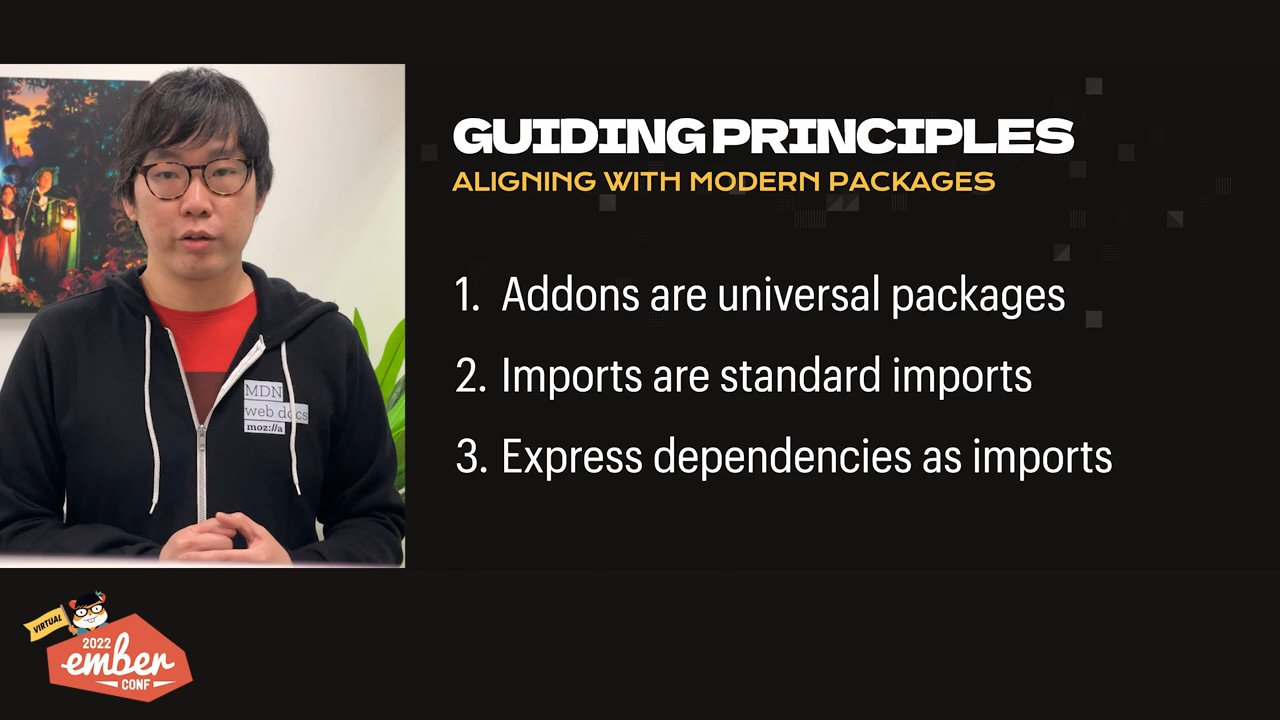 GUIDING PRINCIPLES
ALIGNING WITH MODERN PACKAGES
1. Addons are universal packages
2. Imports are standard imports
3. Express dependencies as imports
MDN
web docs
moz://a
VIRTUAL
2022
ember
CONF